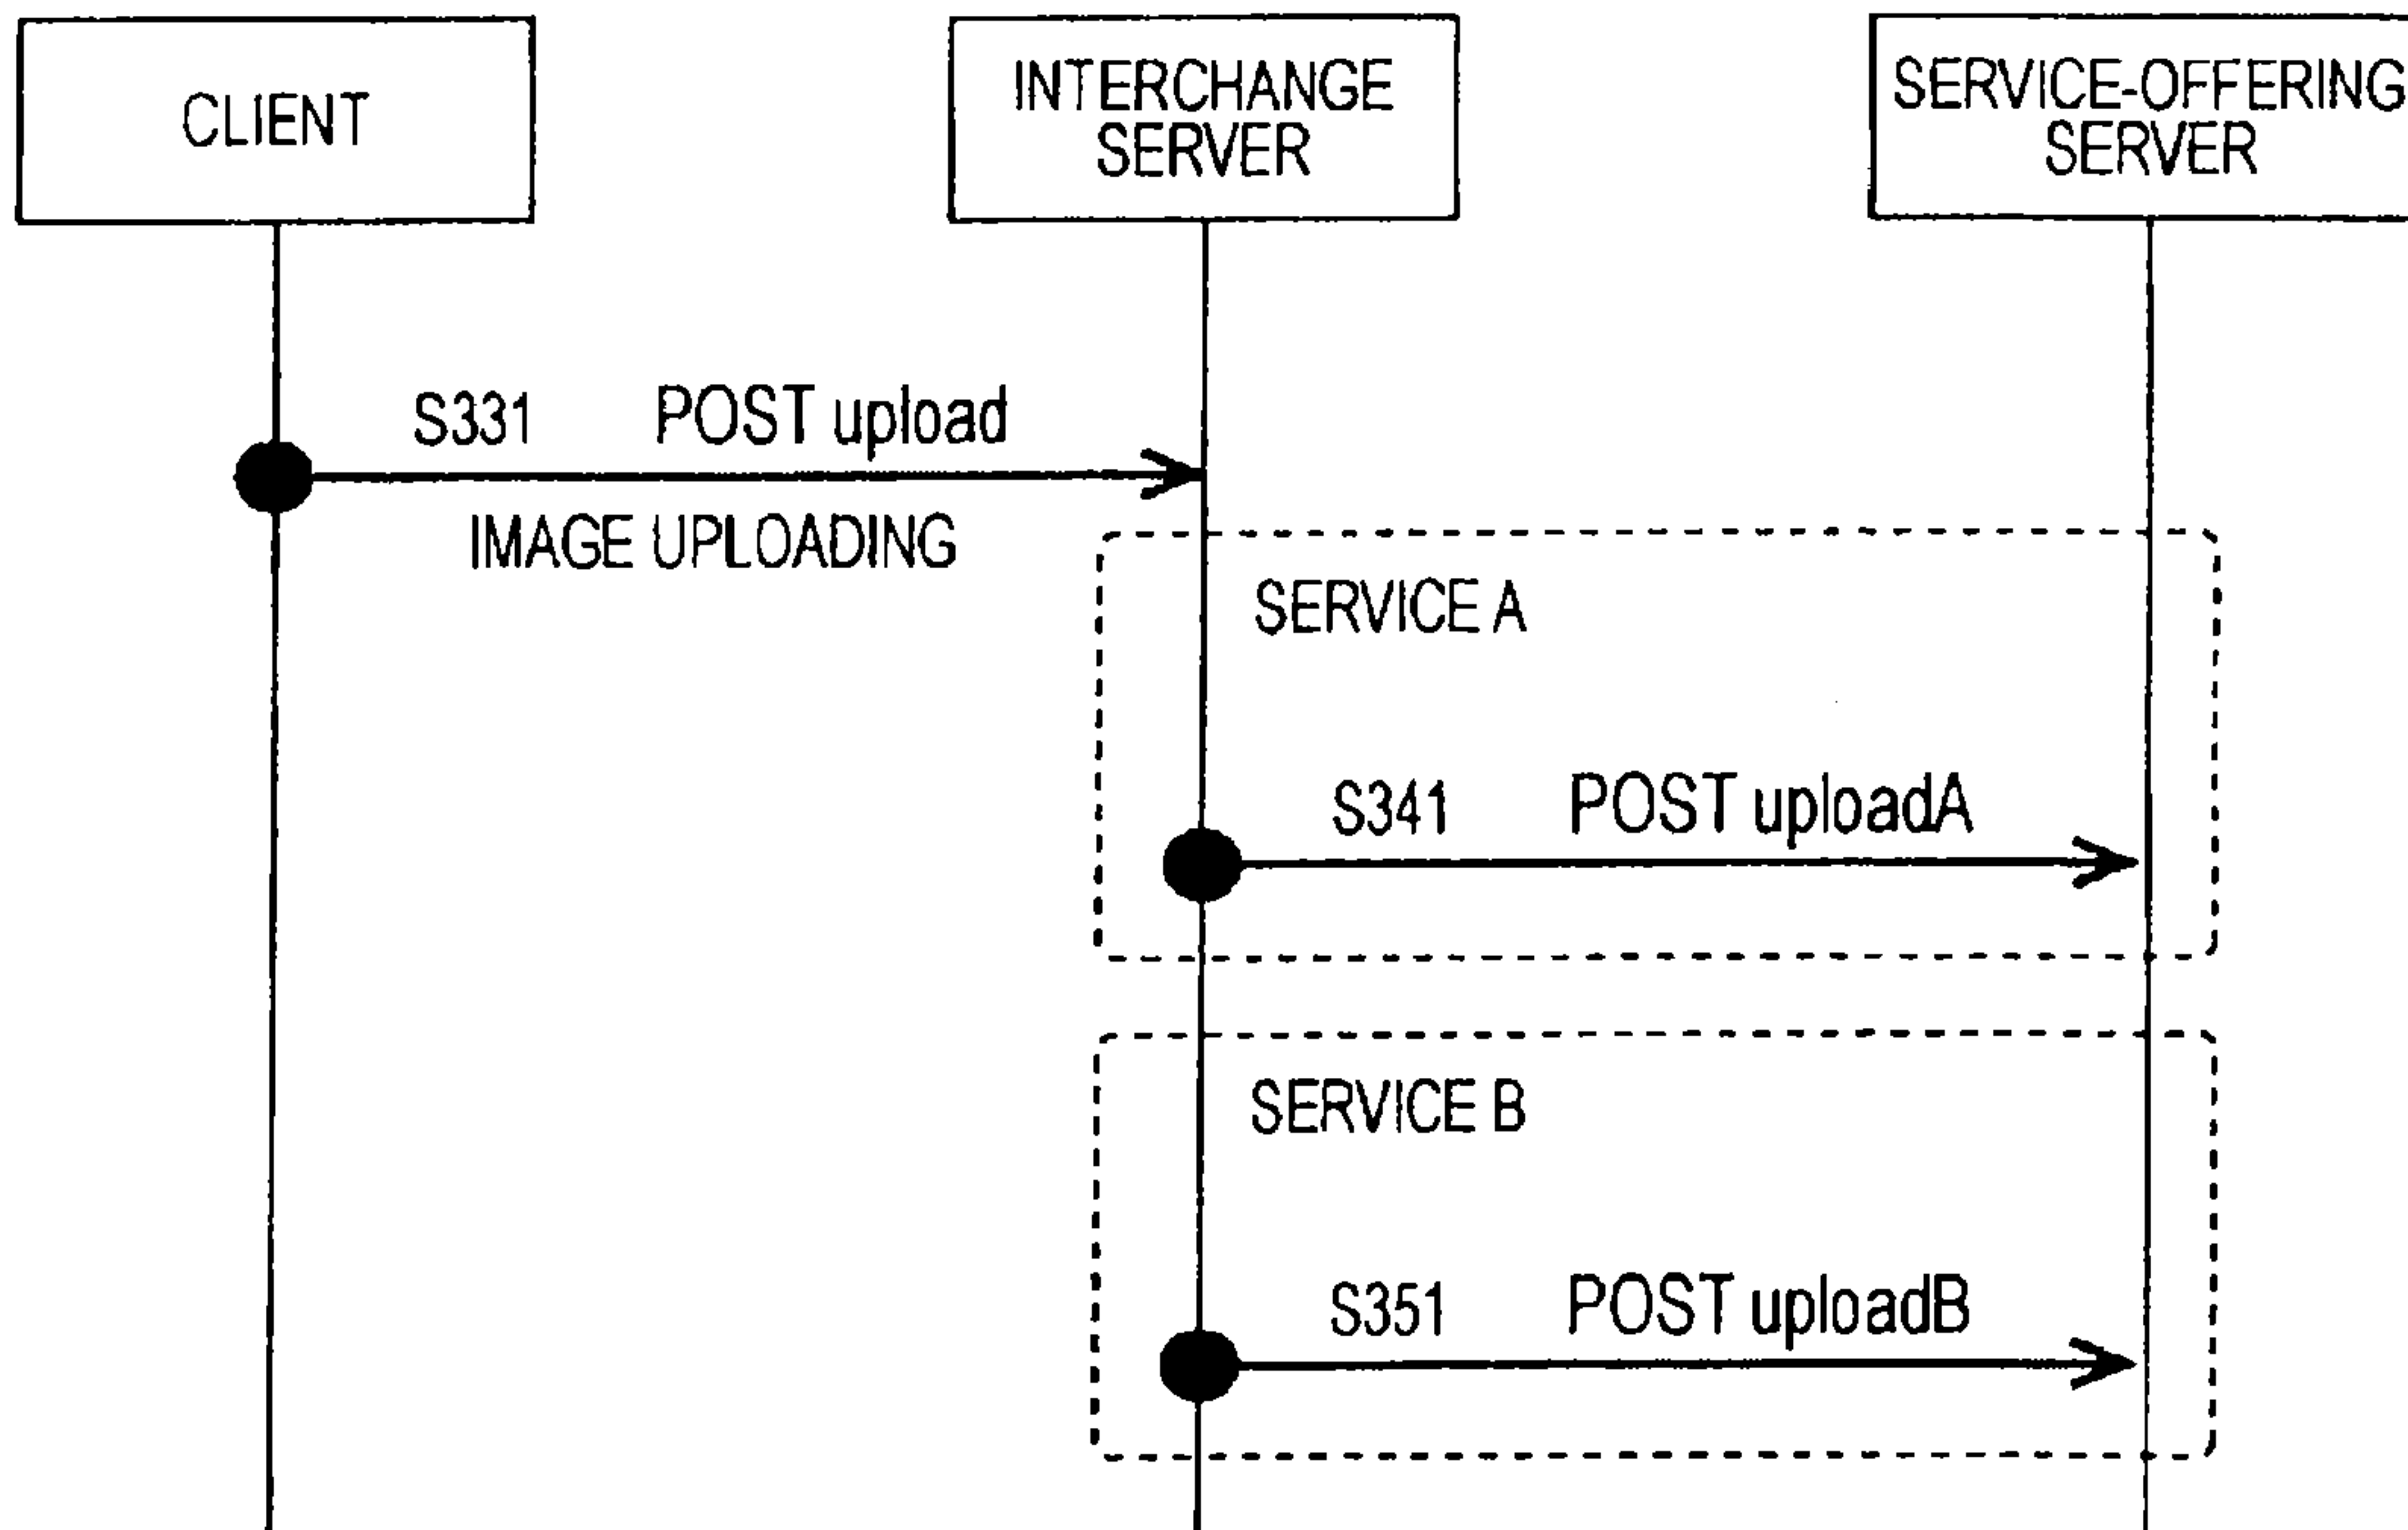 CLIENT
INTERCHANGE
SERVER
SERVICE-OFFERING
SERVER
S331 POST upload
IMAGE UPLOADING
SERVICE A
S341 POST uploadA
SERVICE B
S351 POST uploadB